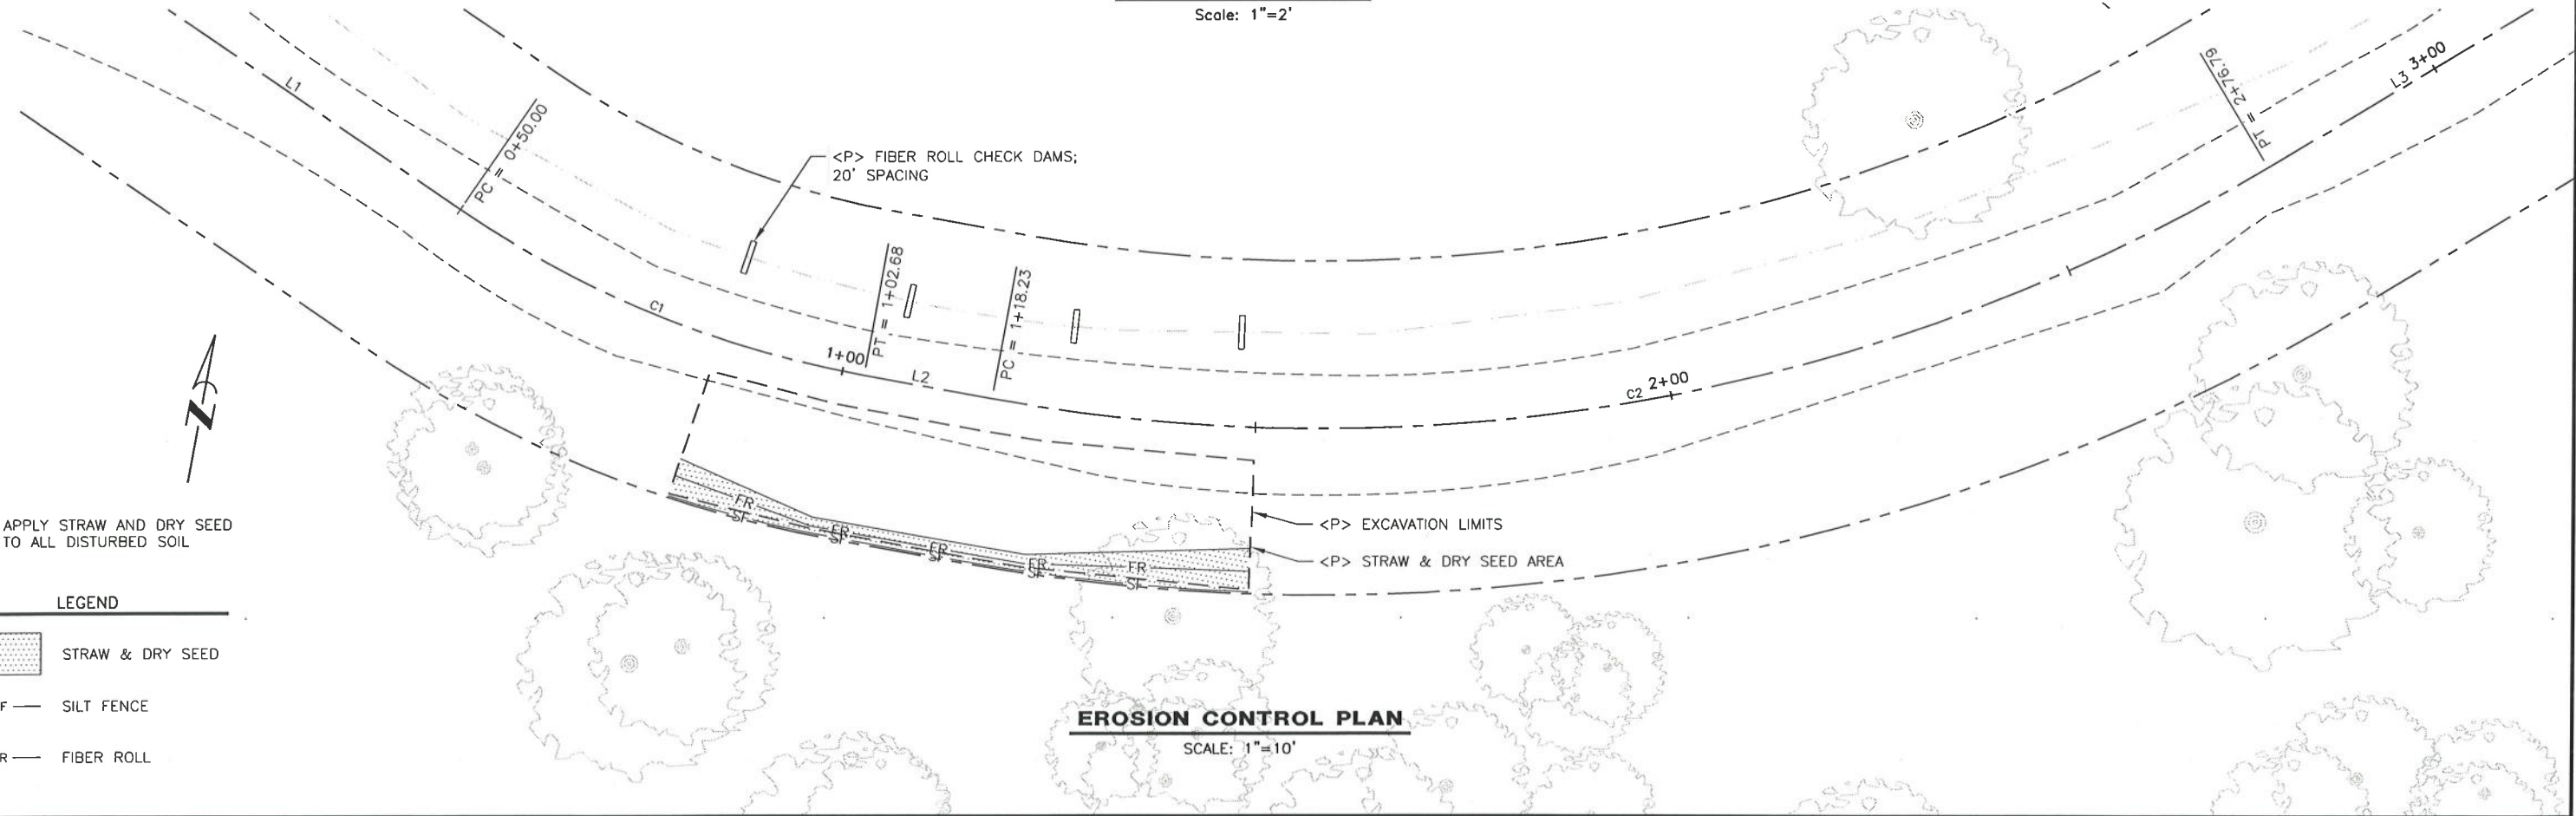 Scale: 1"=2'
L1
PC = 0+50.00
<P> FIBER ROLL CHECK DAMS;
20' SPACING
PT = 2+76.79
L3 3+00
C1
1+00
PT = 1+02.68
L2
PC = 1+18.23
C2 2+00
N
FR
SF
FR
SF
FR
SF
FR
SF
FR
SF
<P> EXCAVATION LIMITS
<P> STRAW & DRY SEED AREA
APPLY STRAW AND DRY SEED
TO ALL DISTURBED SOIL
LEGEND
STRAW & DRY SEED
F — SILT FENCE
R — FIBER ROLL
EROSION CONTROL PLAN
SCALE: 1"=10'